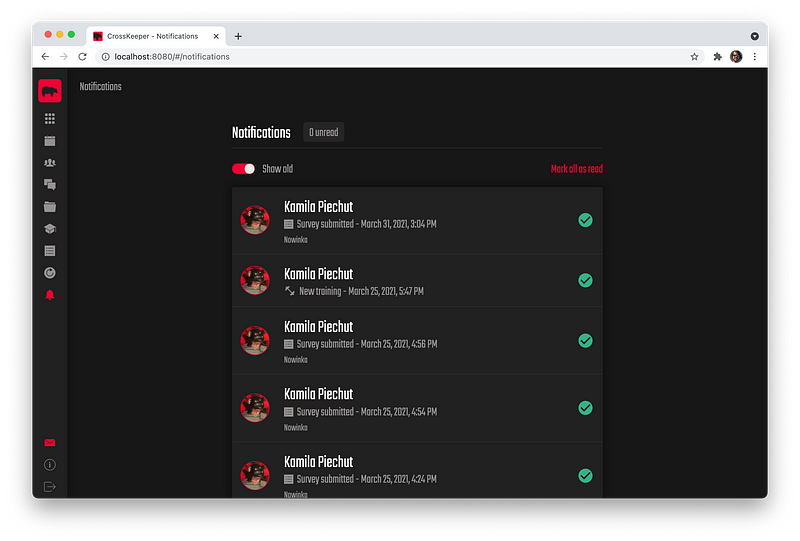 CrossKeeper - Notifications
localhost:8080/#/notifications
Notifications
Notifications 0 unread
Show old Mark all as read
Kamila Piechut
Survey submitted - March 31, 2021, 3:04 PM
Nowinka
Kamila Piechut
New training - March 25, 2021, 5:47 PM
Kamila Piechut
Survey submitted - March 25, 2021, 4:56 PM
Nowinka
Kamila Piechut
Survey submitted - March 25, 2021, 4:54 PM
Nowinka
Kamila Piechut
Survey submitted - March 25, 2021, 4:24 PM
Nowinka